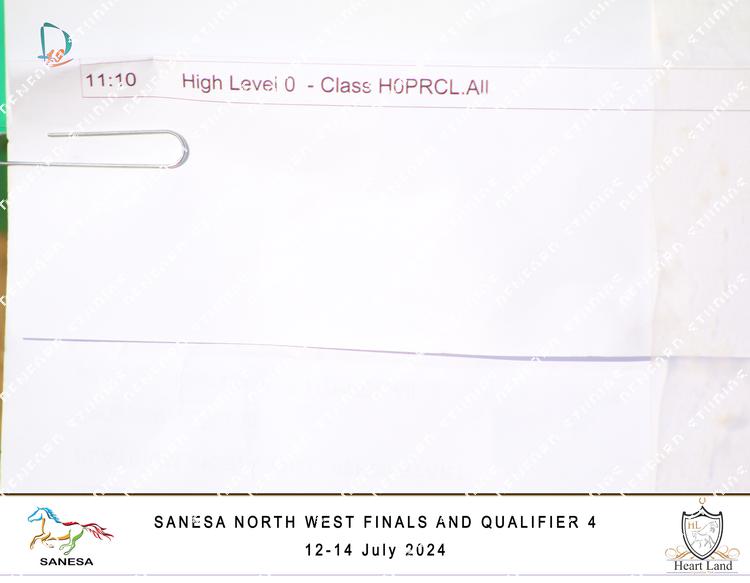 11:10 High Level 0 - Class H0PRCL.All
SANESA NORTH WEST FINALS AND QUALIFIER 4
12-14 July 2024
SANESA
HL
Heart Land